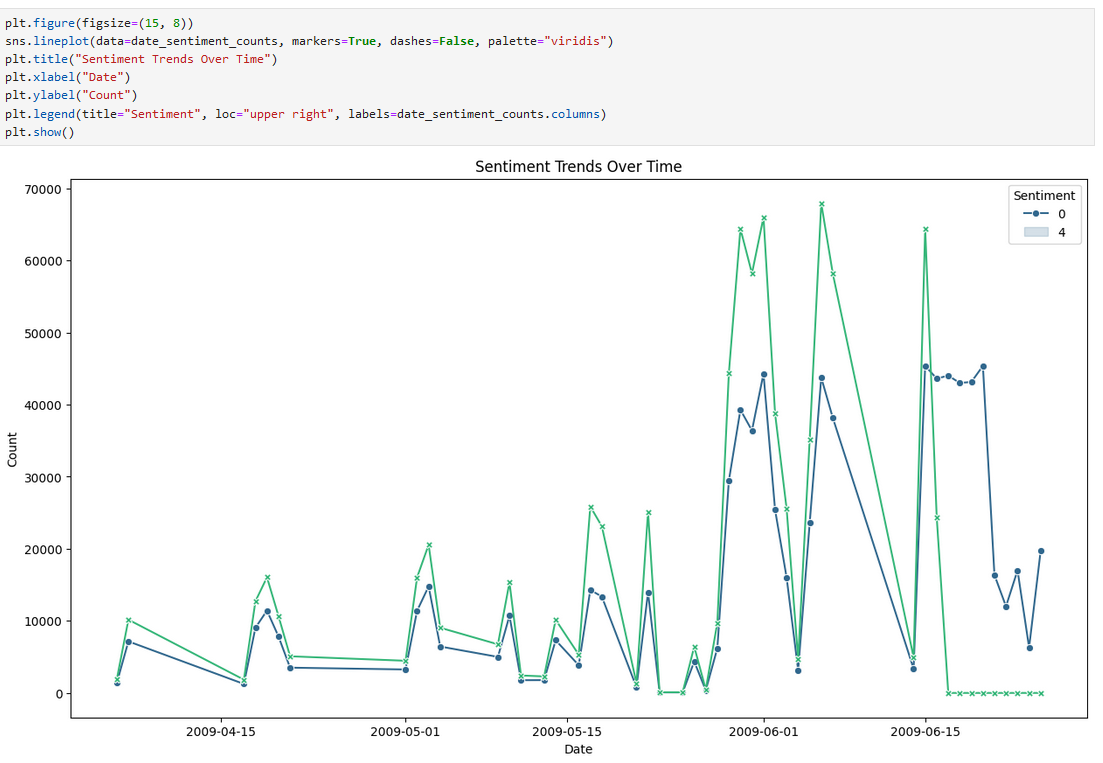 plt.figure(figsize=(15, 8))
sns.lineplot(data=date_sentiment_counts, markers=True, dashes=False, palette="viridis")
plt.title("Sentiment Trends Over Time")
plt.xlabel("Date")
plt.ylabel("Count")
plt.legend(title="Sentiment", loc="upper right", labels=date_sentiment_counts.columns)
plt.show()
Sentiment Trends Over Time
Sentiment
0
4
70000
60000
50000
40000
30000
20000
10000
0
Count
2009-04-15
2009-05-01
2009-05-15
2009-06-01
2009-06-15
Date